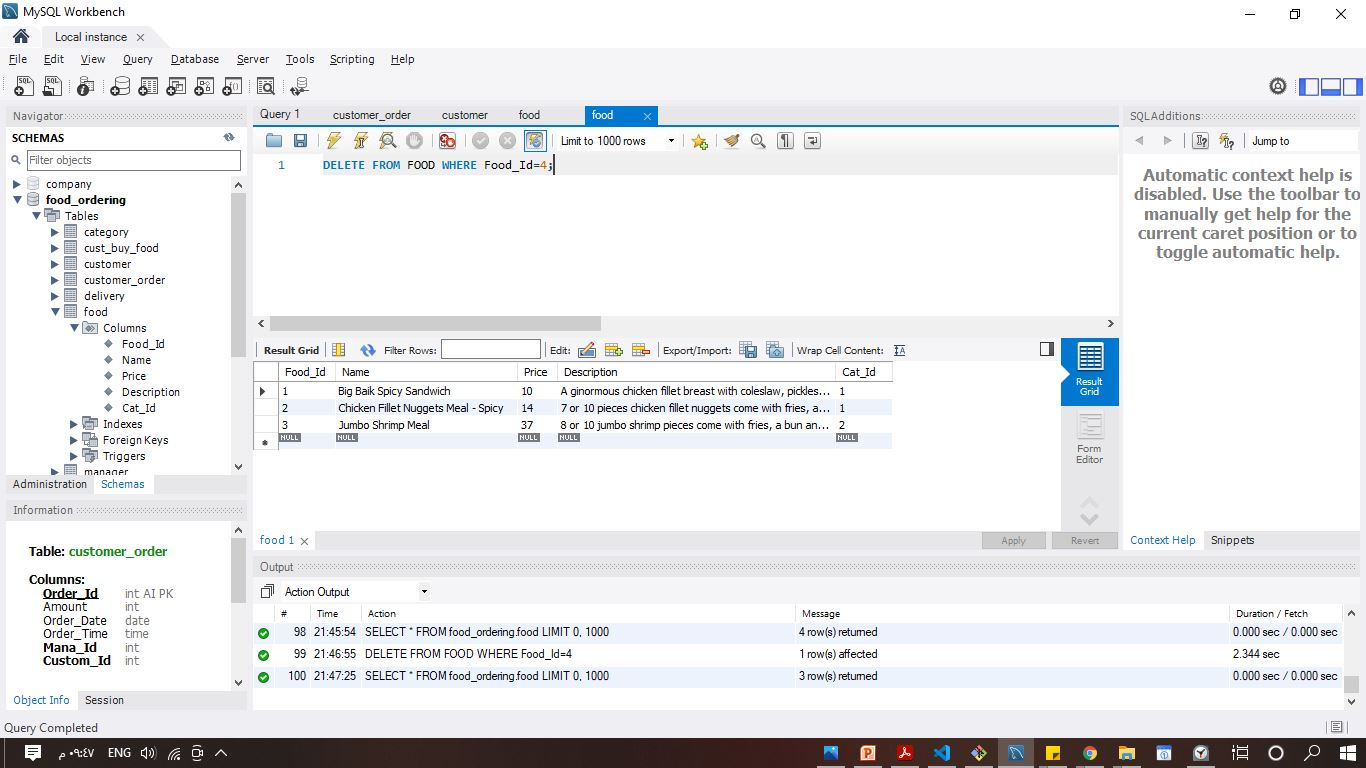 MySQL Workbench
Local instance
File Edit View Query Database Server Tools Scripting Help
Navigator
SCHEMAS
Filter objects
company
food_ordering
Tables
category
cust_buy_food
customer
customer_order
delivery
food
Columns
Food_Id
Name
Price
Description
Cat_Id
Indexes
Foreign Keys
Triggers
manager
Administration Schemas
Information
Table: customer_order
Columns:
Order_Id int AI PK
Amount int
Order_Date date
Order_Time time
Mana_Id int
Custom_Id int
Object Info Session
Query 1 customer_order customer food food
Limit to 1000 rows
1 DELETE FROM FOOD WHERE Food_Id=4;
Result Grid Filter Rows: Edit: Export/Import: Wrap Cell Content:
Food_Id Name Price Description Cat_Id
1 Big Baik Spicy Sandwich 10 A ginormous chicken fillet breast with coleslaw, pickles... 1
2 Chicken Fillet Nuggets Meal - Spicy 14 7 or 10 pieces chicken fillet nuggets come with fries, a... 1
3 Jumbo Shrimp Meal 37 8 or 10 jumbo shrimp pieces come with fries, a bun an... 2
NULL NULL NULL NULL NULL
Result
Grid
Form
Editor
food 1 Apply Revert
SQLAdditions
Jump to
Automatic context help is
disabled. Use the toolbar to
manually get help for the
current caret position or to
toggle automatic help.
Context Help Snippets
Output
Action Output
# Time Action Message Duration / Fetch
98 21:45:54 SELECT * FROM food_ordering.food LIMIT 0, 1000 4 row(s) returned 0.000 sec / 0.000 sec
99 21:46:55 DELETE FROM FOOD WHERE Food_Id=4 1 row(s) affected 2.344 sec
100 21:47:25 SELECT * FROM food_ordering.food LIMIT 0, 1000 3 row(s) returned 0.000 sec / 0.000 sec
Query Completed
٠٩:٤٧ م ENG